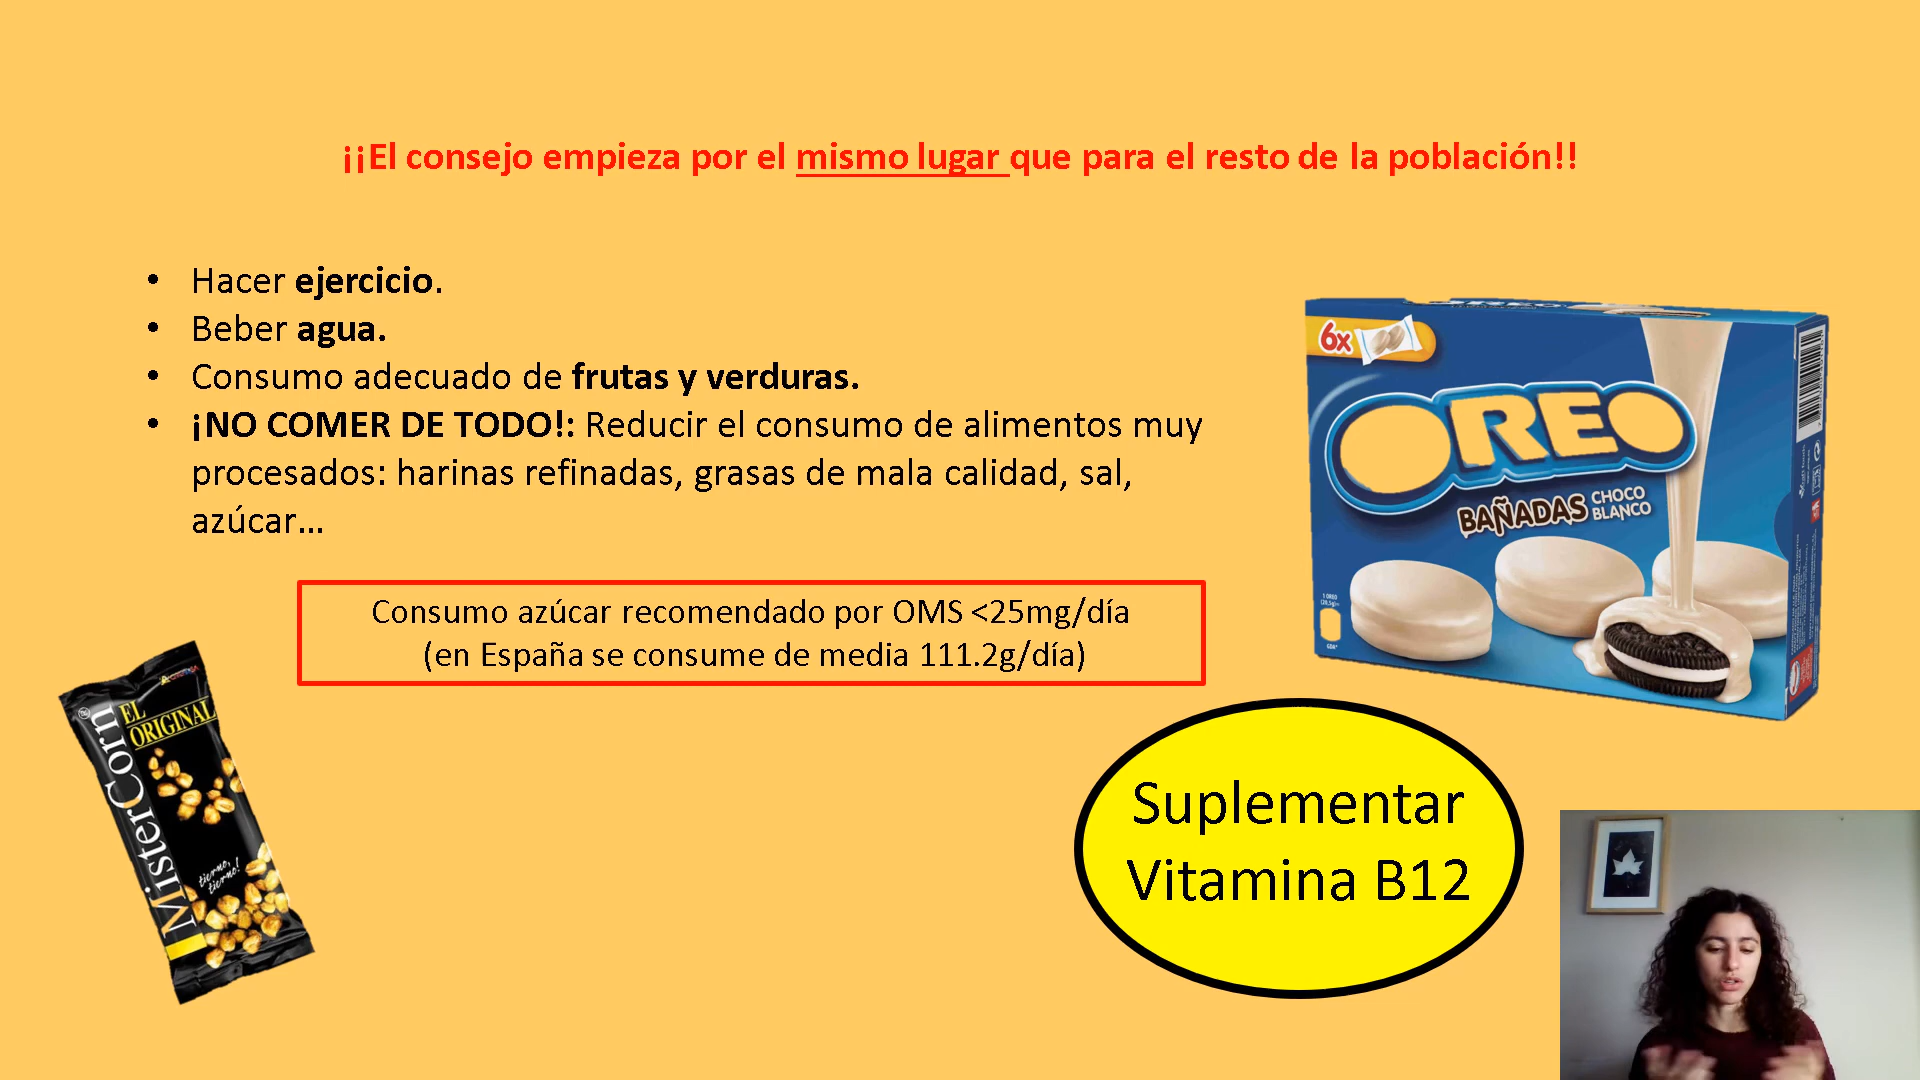 ¡¡El consejo empieza por el mismo lugar que para el resto de la población!!
• Hacer ejercicio.
• Beber agua.
• Consumo adecuado de frutas y verduras.
• ¡NO COMER DE TODO!: Reducir el consumo de alimentos muy
procesados: harinas refinadas, grasas de mala calidad, sal,
azúcar...
Consumo azúcar recomendado por OMS <25mg/día
(en España se consume de media 111.2g/día)
6x
OREO
BAÑADAS CHOCO
BLANCO
EL
ORIGINAL
MisterCorn
tierno,
tierno!
Suplementar
Vitamina B12